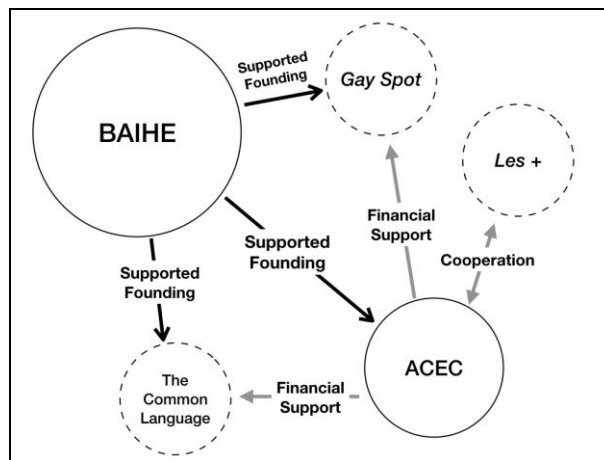 Supported
Founding
Gay Spot
BAIHE
Les +
Financial
Support
Supported
Founding
Cooperation
Supported
Founding
The
Common
Language
Financial
Support
ACEC